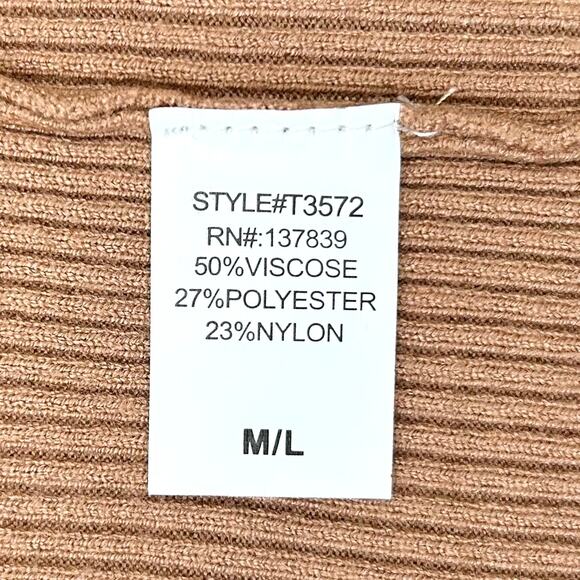 STYLE#T3572
RN#:137839
50%VISCOSE
27%POLYESTER
23%NYLON
M/L